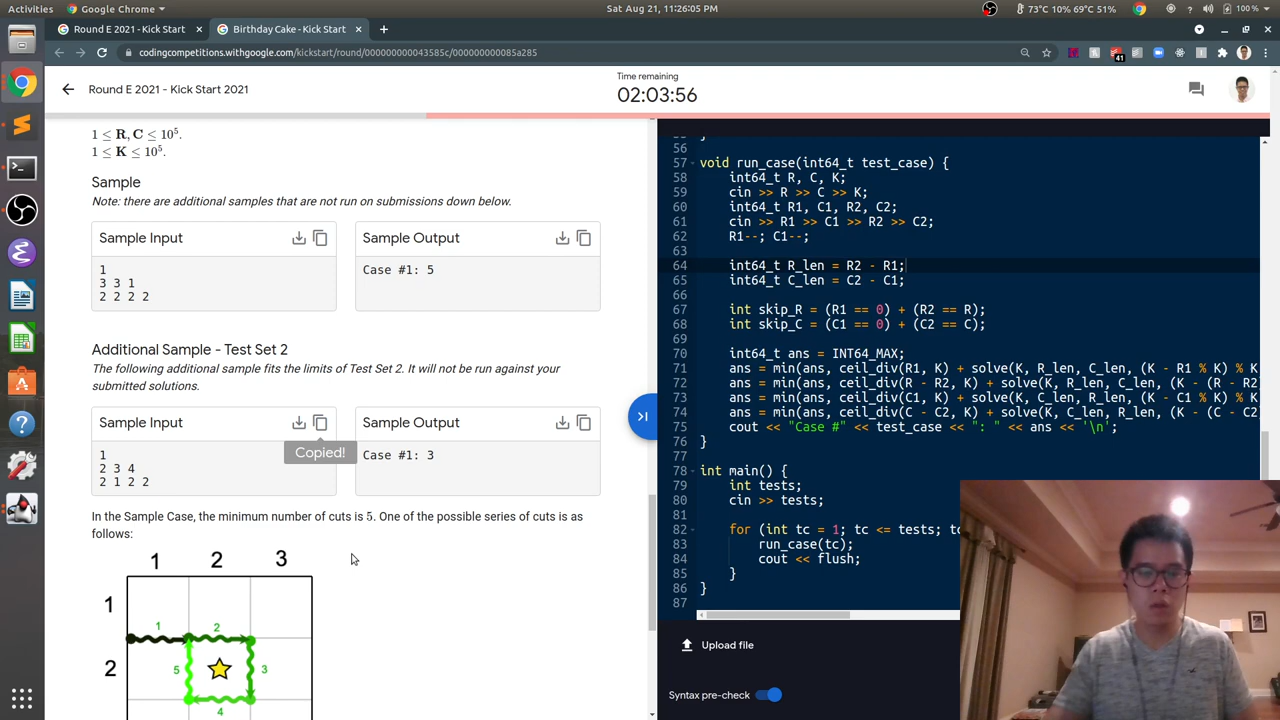 Activities
Google Chrome
Sat Aug 21, 11:26:05 PM
73°C 10% 69°C 51%
100 %
Round E 2021 - Kick Start
Birthday Cake - Kick Start
codingcompetitions.withgoogle.com/kickstart/round/000000000043585c/000000000085a285
41
Round E 2021 - Kick Start 2021
Time remaining
02:03:56
1 ≤ R, C ≤ 10⁵.
1 ≤ K ≤ 10⁵.
Sample
Note: there are additional samples that are not run on submissions down below.
Sample Input
1
3 3 1
2 2 2 2
Sample Output
Case #1: 5
Additional Sample - Test Set 2
The following additional sample fits the limits of Test Set 2. It will not be run against your
submitted solutions.
Sample Input
Copied!
1
2 3 4
2 1 2 2
Sample Output
Case #1: 3
In the Sample Case, the minimum number of cuts is 5. One of the possible series of cuts is as
follows:
1 2 3
1
1 2
2 5 3
4
56
57 void run_case(int64_t test_case) {
58 int64_t R, C, K;
59 cin >> R >> C >> K;
60 int64_t R1, C1, R2, C2;
61 cin >> R1 >> C1 >> R2 >> C2;
62 R1--; C1--;
63
64 int64_t R_len = R2 - R1;
65 int64_t C_len = C2 - C1;
66
67 int skip_R = (R1 == 0) + (R2 == R);
68 int skip_C = (C1 == 0) + (C2 == C);
69
70 int64_t ans = INT64_MAX;
71 ans = min(ans, ceil_div(R1, K) + solve(K, R_len, C_len, (K - R1 % K) % K
72 ans = min(ans, ceil_div(R - R2, K) + solve(K, R_len, C_len, (K - (R - R2
73 ans = min(ans, ceil_div(C1, K) + solve(K, C_len, R_len, (K - C1 % K) % K
74 ans = min(ans, ceil_div(C - C2, K) + solve(K, C_len, R_len, (K - (C - C2
75 cout << "Case #" << test_case << ": " << ans << '\n';
76 }
77
78 int main() {
79 int tests;
80 cin >> tests;
81
82 for (int tc = 1; tc <= tests; tc
83 run_case(tc);
84 cout << flush;
85 }
86 }
87
Upload file
Syntax pre-check